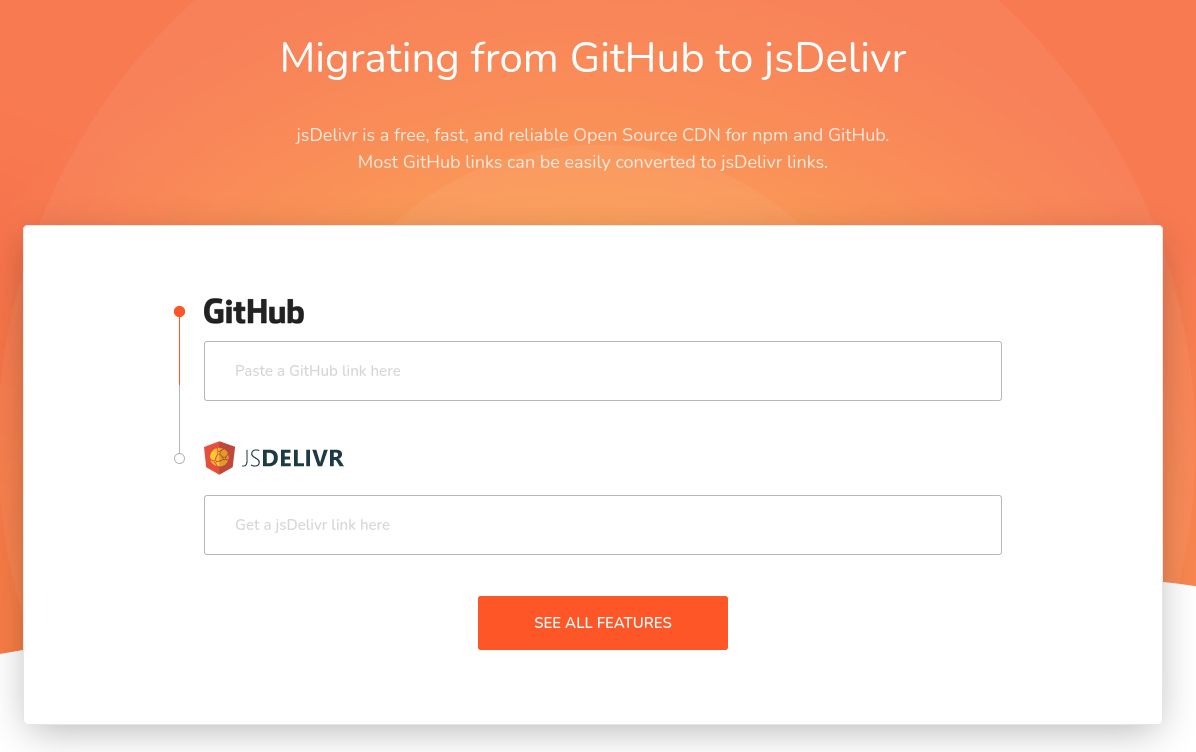 Migrating from GitHub to jsDelivr
jsDelivr is a free, fast, and reliable Open Source CDN for npm and GitHub.
Most GitHub links can be easily converted to jsDelivr links.
GitHub
Paste a GitHub link here
JSDELIVR
Get a jsDelivr link here
SEE ALL FEATURES